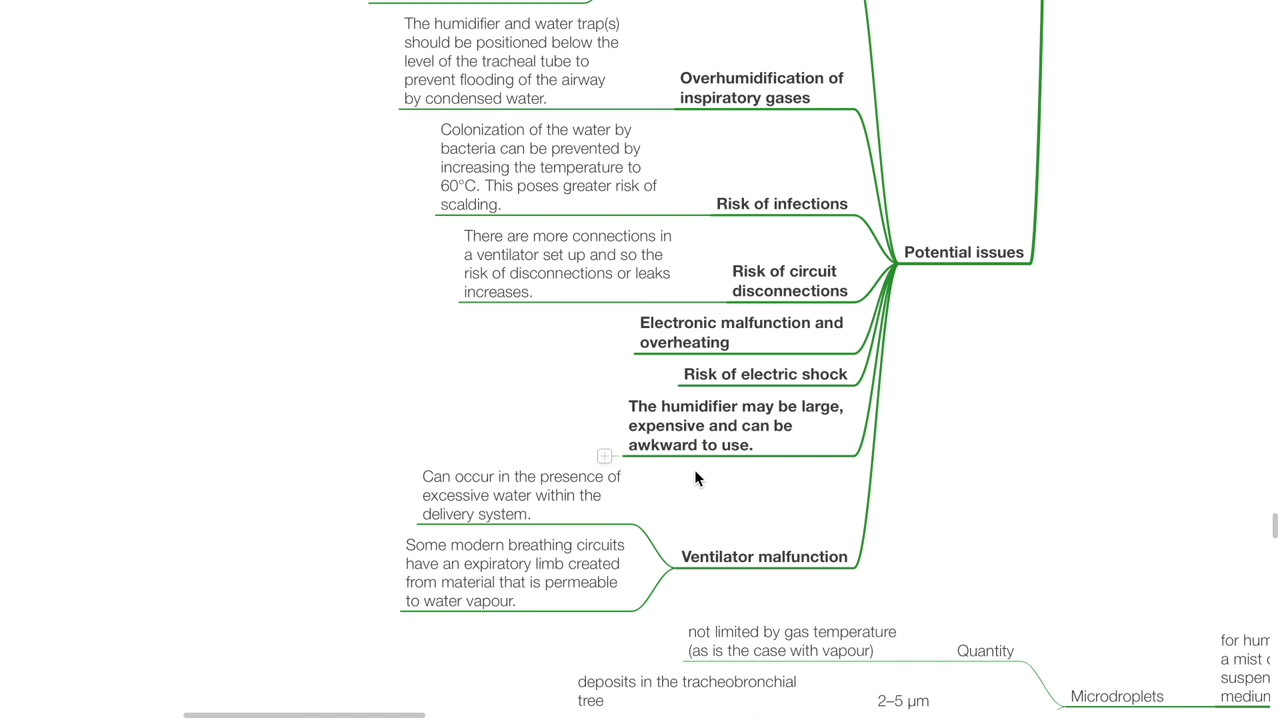 The humidifier and water trap(s)
should be positioned below the
level of the tracheal tube to
prevent flooding of the airway
by condensed water.
Overhumidification of
inspiratory gases
Colonization of the water by
bacteria can be prevented by
increasing the temperature to
60°C. This poses greater risk of
scalding.
Risk of infections
There are more connections in
a ventilator set up and so the
risk of disconnections or leaks
increases.
Risk of circuit
disconnections
Potential issues
Electronic malfunction and
overheating
Risk of electric shock
The humidifier may be large,
expensive and can be
awkward to use.
Can occur in the presence of
excessive water within the
delivery system.
Some modern breathing circuits
have an expiratory limb created
from material that is permeable
to water vapour.
Ventilator malfunction
not limited by gas temperature
(as is the case with vapour)
Quantity
deposits in the tracheobronchial
tree
2–5 μm
Microdroplets
for hum
a mist
suspen
medium